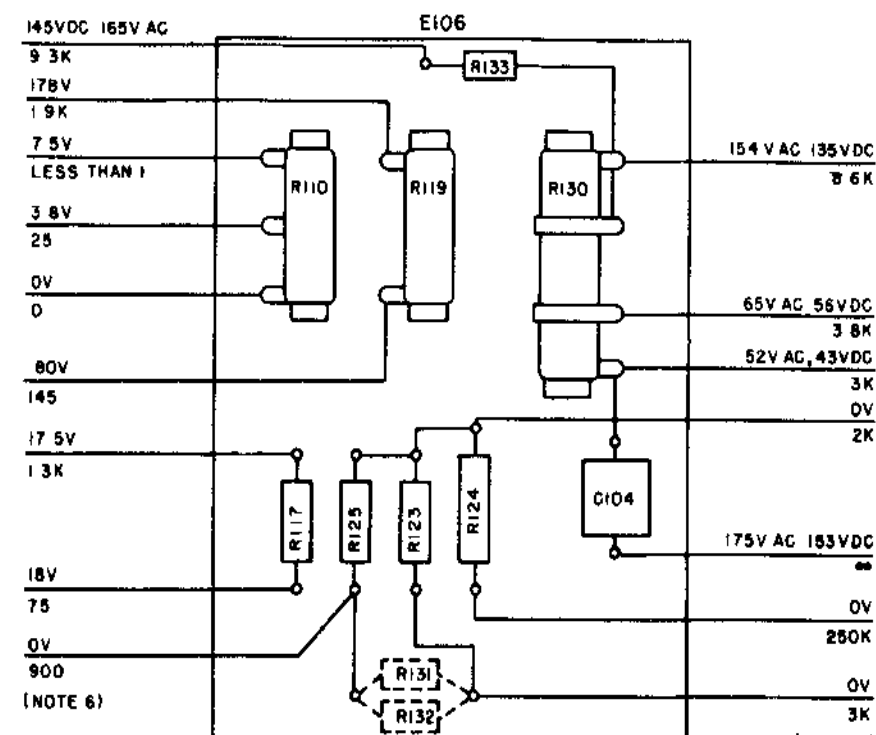 145VDC 165V AC
E106
9 3K
R133
178V
1 9K
7 5V
LESS THAN 1
154 V AC 135VDC
8 6K
R110
R119
R130
3 8V
25
0V
0
65V AC 56VDC
3 8K
52V AC, 43VDC
3K
80V
145
0V
2K
17 5V
1 3K
R117
R125
R123
R124
C104
175V AC 183VDC
∞
18V
75
0V
250K
0V
900
(NOTE 6)
R131
R132
0V
3K